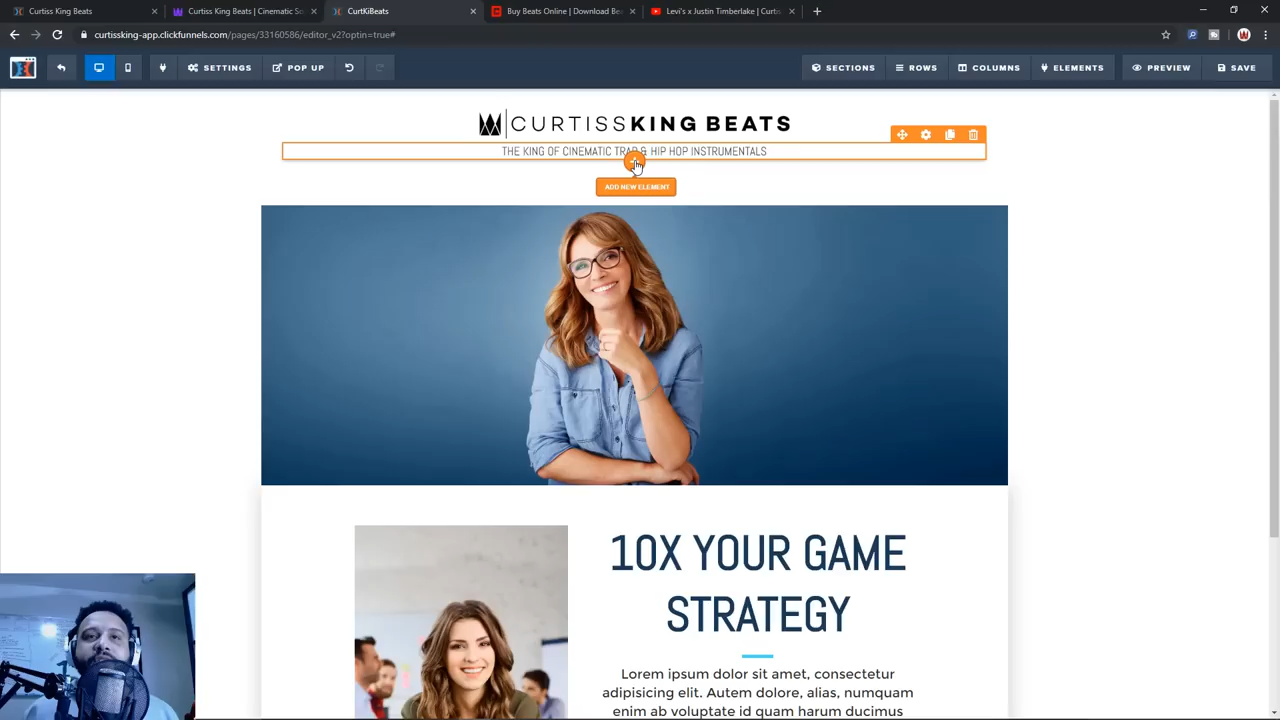 Curtiss King Beats
Curtiss King Beats | Cinematic So
CurtKiBeats
Buy Beats Online | Download Be
Levi's x Justin Timberlake | Curtis
curtissking-app.clickfunnels.com/pages/33160586/editor_v2?optin=true#
SETTINGS
POP UP
SECTIONS
ROWS
COLUMNS
ELEMENTS
PREVIEW
SAVE
CURTISSKING BEATS
THE KING OF CINEMATIC TRAP & HIP HOP INSTRUMENTALS
ADD NEW ELEMENT
10X YOUR GAME
STRATEGY
Lorem ipsum dolor sit amet, consectetur
adipisicing elit. Autem dolore, alias, numquam
enim ab voluptate id quam harum ducimus